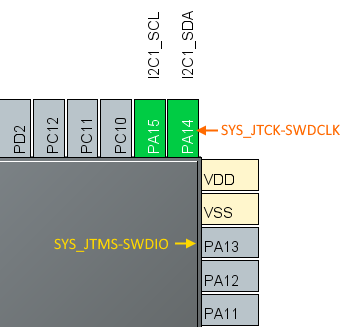 I2C1_SCL
I2C1_SDA
PD2
PC12
PC11
PC10
PA15
PA14
SYS_JTCK-SWDCLK
VDD
VSS
SYS_JTMS-SWDIO
PA13
PA12
PA11